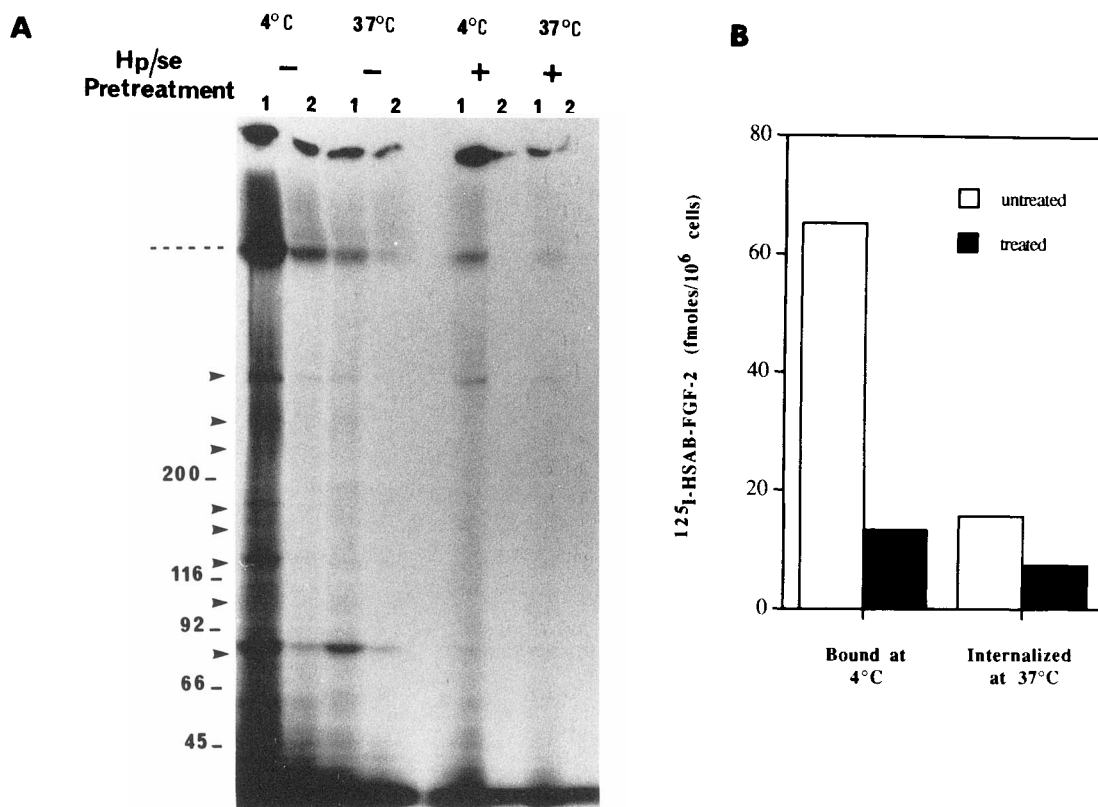 A
4°C 37°C 4°C 37°C
Hp/se
Pretreatment
− − + +
1 2 1 2 1 2 1 2
200
116
92
66
45
B
125I-HSAB-FGF-2 (fmoles/10^6 cells)
80
60
40
20
0
untreated
treated
Bound at
4°C
Internalized
at 37°C